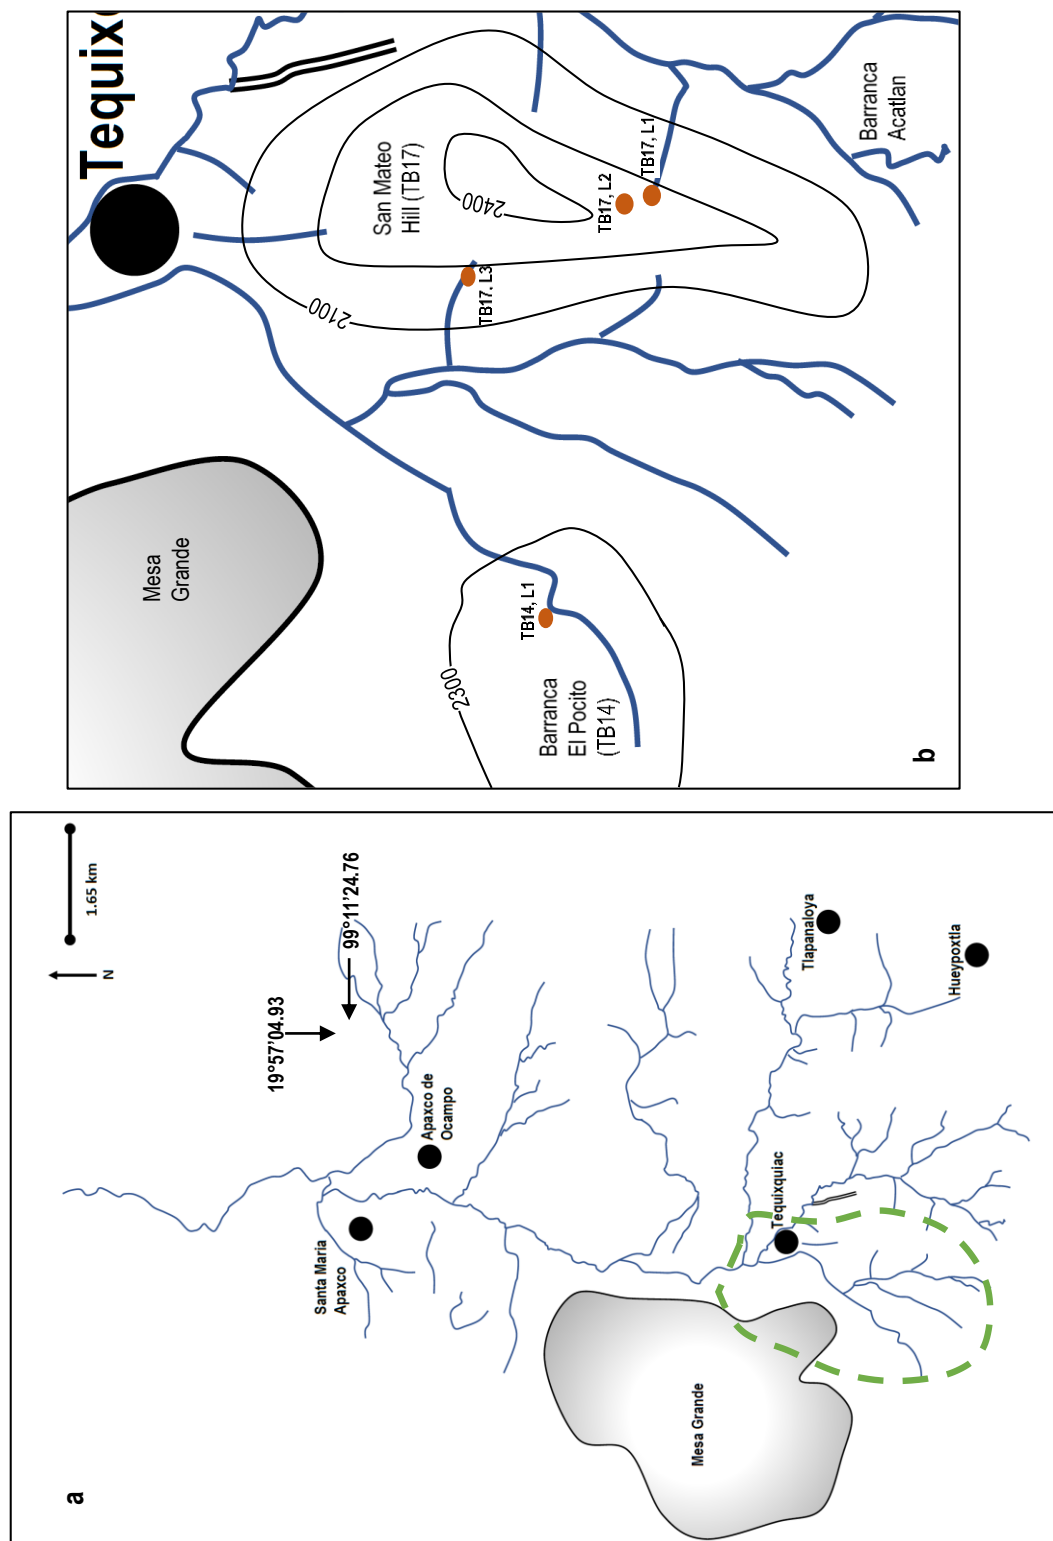 a
19°57'04.93
99°11'24.76
N
1.65 km
Santa Maria
Apaxco
Apaxco de
Ocampo
Mesa Grande
Tequixquiac
Tlapanaloya
Hueypoxtla
b
Tequixc
Mesa
Grande
2100
San Mateo
Hill (TB17)
2400
TB17. L3
TB17, L2
TB17, L1
2300
TB14, L1
Barranca
El Pocito
(TB14)
Barranca
Acatlan